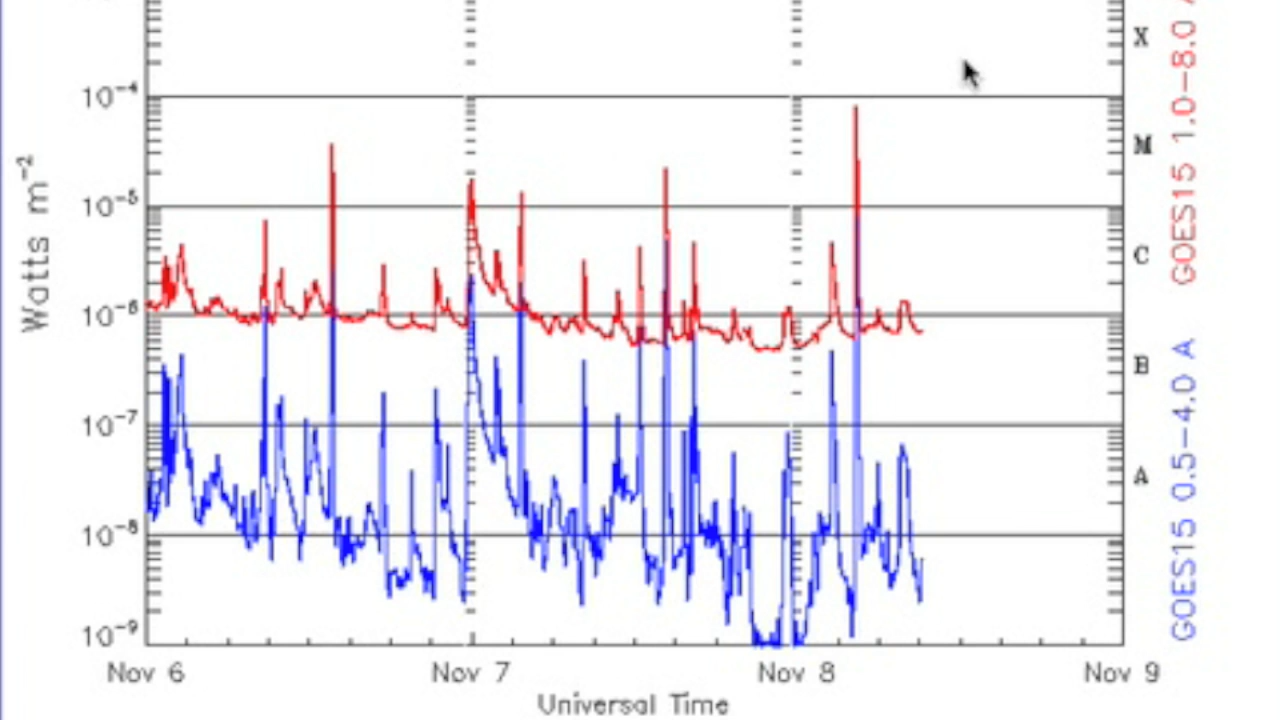 X
10⁻⁴
M
10⁻⁵
C
10⁻⁶
B
10⁻⁷
A
10⁻⁸
10⁻⁹
Watts m⁻²
Nov 6 Nov 7 Nov 8 Nov 9
Universal Time
GOES15 1.0−8.0
GOES15 0.5−4.0 A